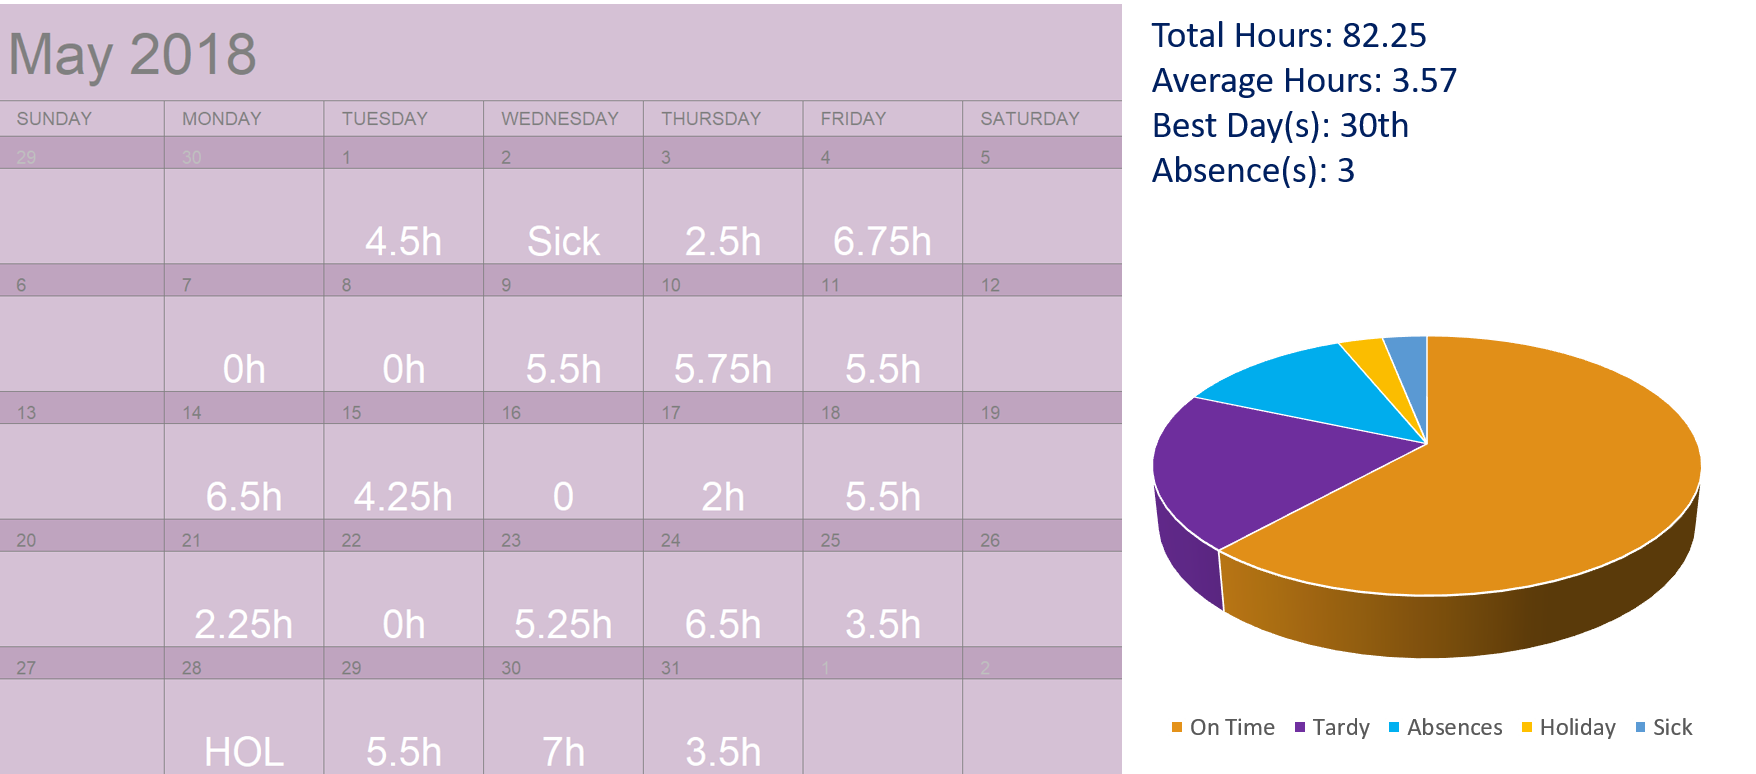 May 2018
SUNDAY MONDAY TUESDAY WEDNESDAY THURSDAY FRIDAY SATURDAY
29 30 1 2 3 4 5
4.5h Sick 2.5h 6.75h
6 7 8 9 10 11 12
0h 0h 5.5h 5.75h 5.5h
13 14 15 16 17 18 19
6.5h 4.25h 0 2h 5.5h
20 21 22 23 24 25 26
2.25h 0h 5.25h 6.5h 3.5h
27 28 29 30 31 1 2
HOL 5.5h 7h 3.5h
Total Hours: 82.25
Average Hours: 3.57
Best Day(s): 30th
Absence(s): 3
On Time Tardy Absences Holiday Sick